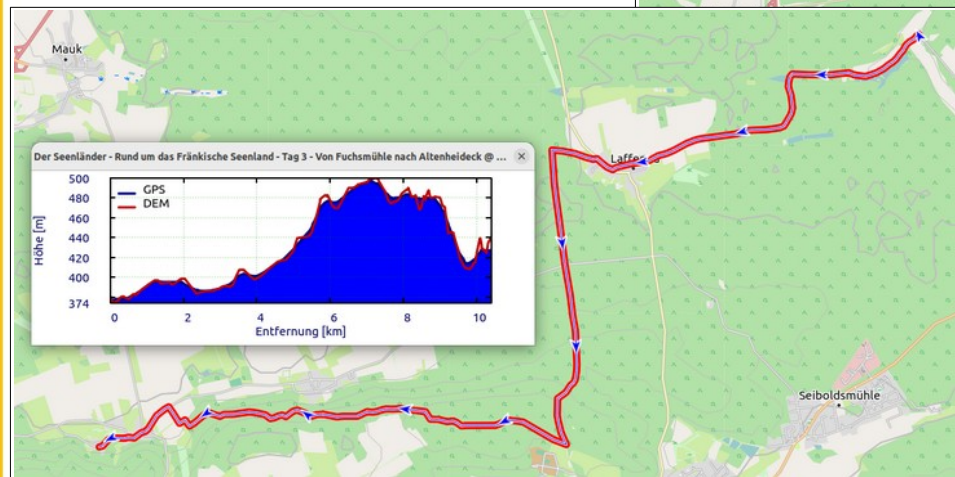 Mauk
Laffe
Der Seenländer - Rund um das Fränkische Seenland - Tag 3 - Von Fuchsmühle nach Altenheideck @ ...
GPS
DEM
Höhe [m]
500
480
460
440
420
400
374
0 2 4 6 8 10
Entfernung [km]
Seiboldsmühle